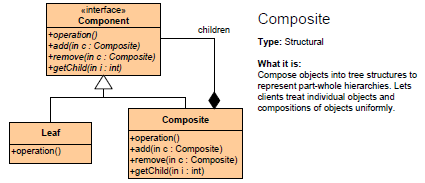 «interface»
Component
+operation()
+add(in c : Composite)
+remove(in c : Composite)
+getChild(in i : int)
children
Leaf
+operation()
Composite
+operation()
+add(in c : Composite)
+remove(in c : Composite)
+getChild(in i : int)
Composite
Type: Structural
What it is:
Compose objects into tree structures to
represent part-whole hierarchies. Lets
clients treat individual objects and
compositions of objects uniformly.